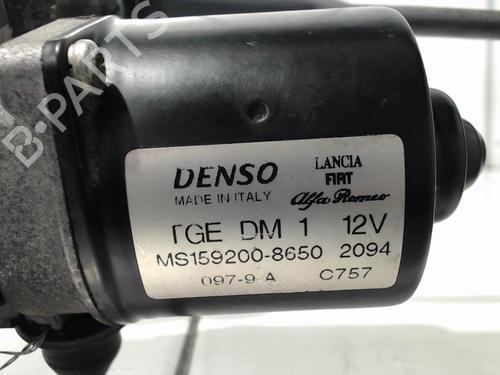 B-PARTS
DENSO
MADE IN ITALY
LANCIA
FIAT
Alfa Romeo
TGE DM 1 12V
MS159200-8650 2094
097-9 A C757